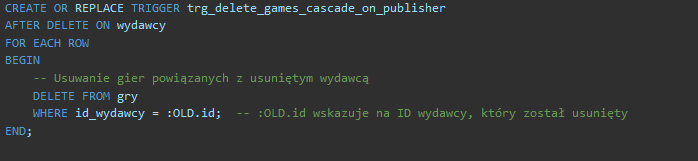 CREATE OR REPLACE TRIGGER trg_delete_games_cascade_on_publisher
AFTER DELETE ON wydawcy
FOR EACH ROW
BEGIN
    -- Usuwanie gier powiązanych z usuniętym wydawcą
    DELETE FROM gry
    WHERE id_wydawcy = :OLD.id;  -- :OLD.id wskazuje na ID wydawcy, który został usunięty
END;